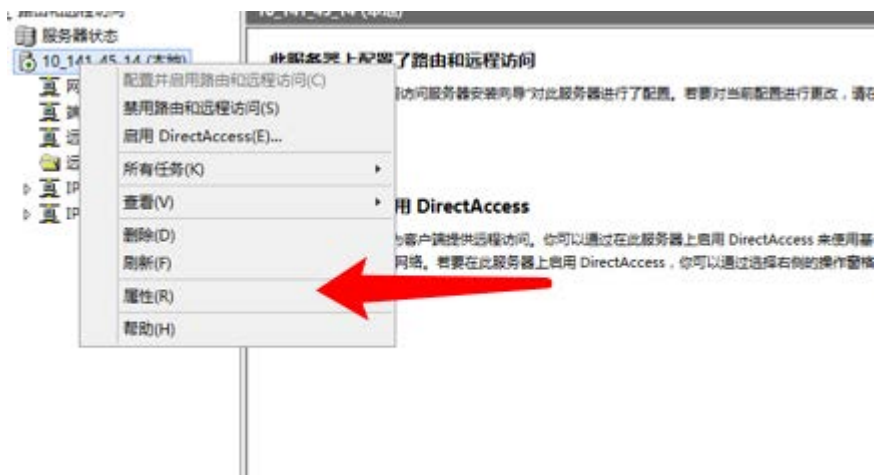 服务器状态
10_141_45_14 (本地)
此服务器上配置了路由和远程访问
访问服务器安装向导"对此服务器进行了配置。若要对当前配置进行更改，请在
网
端
远
远
IP
IP
配置并启用路由和远程访问(C)
禁用路由和远程访问(S)
启用 DirectAccess(E)...
所有任务(K)
查看(V)
删除(D)
刷新(F)
属性(R)
帮助(H)
用 DirectAccess
客户端提供远程访问。你可以通过在此服务器上启用 DirectAccess 来使用基
网络。若要在此服务器上启用 DirectAccess，你可以通过选择右侧的操作窗格